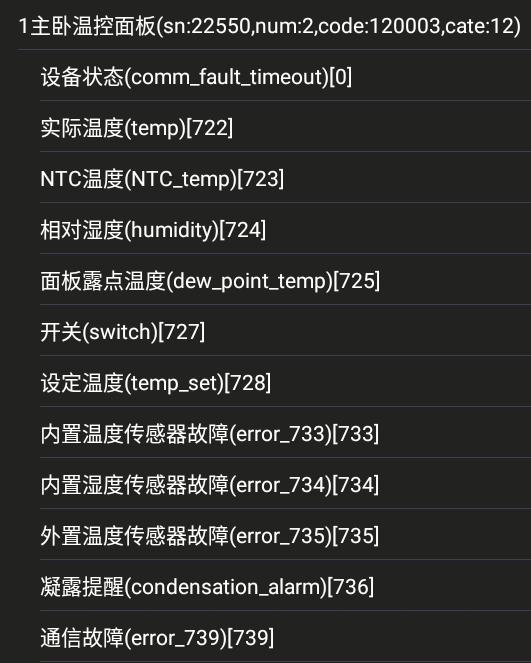 1主卧温控面板(sn:22550,num:2,code:120003,cate:12)
设备状态(comm_fault_timeout)[0]
实际温度(temp)[722]
NTC温度(NTC_temp)[723]
相对湿度(humidity)[724]
面板露点温度(dew_point_temp)[725]
开关(switch)[727]
设定温度(temp_set)[728]
内置温度传感器故障(error_733)[733]
内置湿度传感器故障(error_734)[734]
外置温度传感器故障(error_735)[735]
凝露提醒(condensation_alarm)[736]
通信故障(error_739)[739]